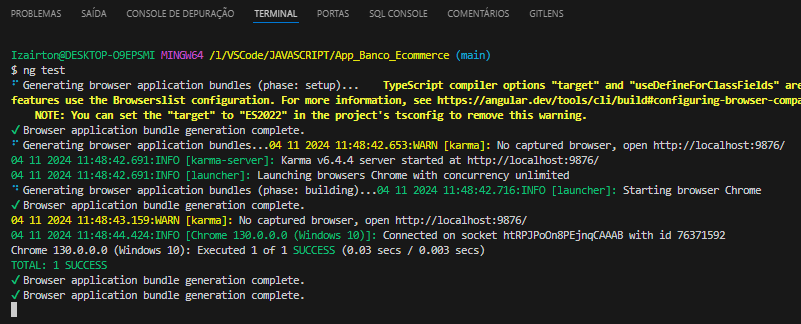 PROBLEMAS SAÍDA CONSOLE DE DEPURAÇÃO TERMINAL PORTAS SQL CONSOLE COMENTÁRIOS GITLENS
Izairton@DESKTOP-O9EPSMI MINGW64 /l/VSCode/JAVASCRIPT/App_Banco_Ecommerce (main)
$ ng test
Generating browser application bundles (phase: setup)... TypeScript compiler options "target" and "useDefineForClassFields" are
features use the Browserslist configuration. For more information, see https://angular.dev/tools/cli/build#configuring-browser-compa
NOTE: You can set the "target" to "ES2022" in the project's tsconfig to remove this warning.
✓ Browser application bundle generation complete.
Generating browser application bundles...04 11 2024 11:48:42.653:WARN [karma]: No captured browser, open http://localhost:9876/
04 11 2024 11:48:42.691:INFO [karma-server]: Karma v6.4.4 server started at http://localhost:9876/
04 11 2024 11:48:42.691:INFO [launcher]: Launching browsers Chrome with concurrency unlimited
Generating browser application bundles (phase: building)...04 11 2024 11:48:42.716:INFO [launcher]: Starting browser Chrome
✓ Browser application bundle generation complete.
04 11 2024 11:48:43.159:WARN [karma]: No captured browser, open http://localhost:9876/
04 11 2024 11:48:44.424:INFO [Chrome 130.0.0.0 (Windows 10)]: Connected on socket htRPJPoOn8PEjnqCAAAB with id 76371592
Chrome 130.0.0.0 (Windows 10): Executed 1 of 1 SUCCESS (0.03 secs / 0.003 secs)
TOTAL: 1 SUCCESS
✓ Browser application bundle generation complete.
✓ Browser application bundle generation complete.